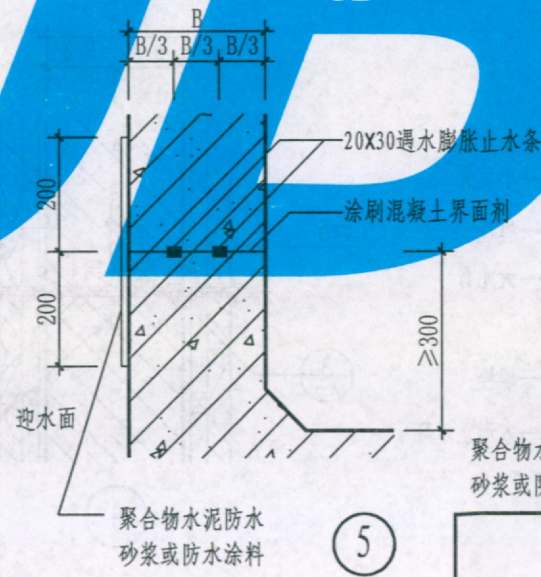 B
B/3 B/3 B/3
20X30遇水膨胀止水条
涂刷混凝土界面剂
200
200
≥300
迎水面
聚合物水泥防水
砂浆或防水涂料
5
聚合物水
砂浆或防